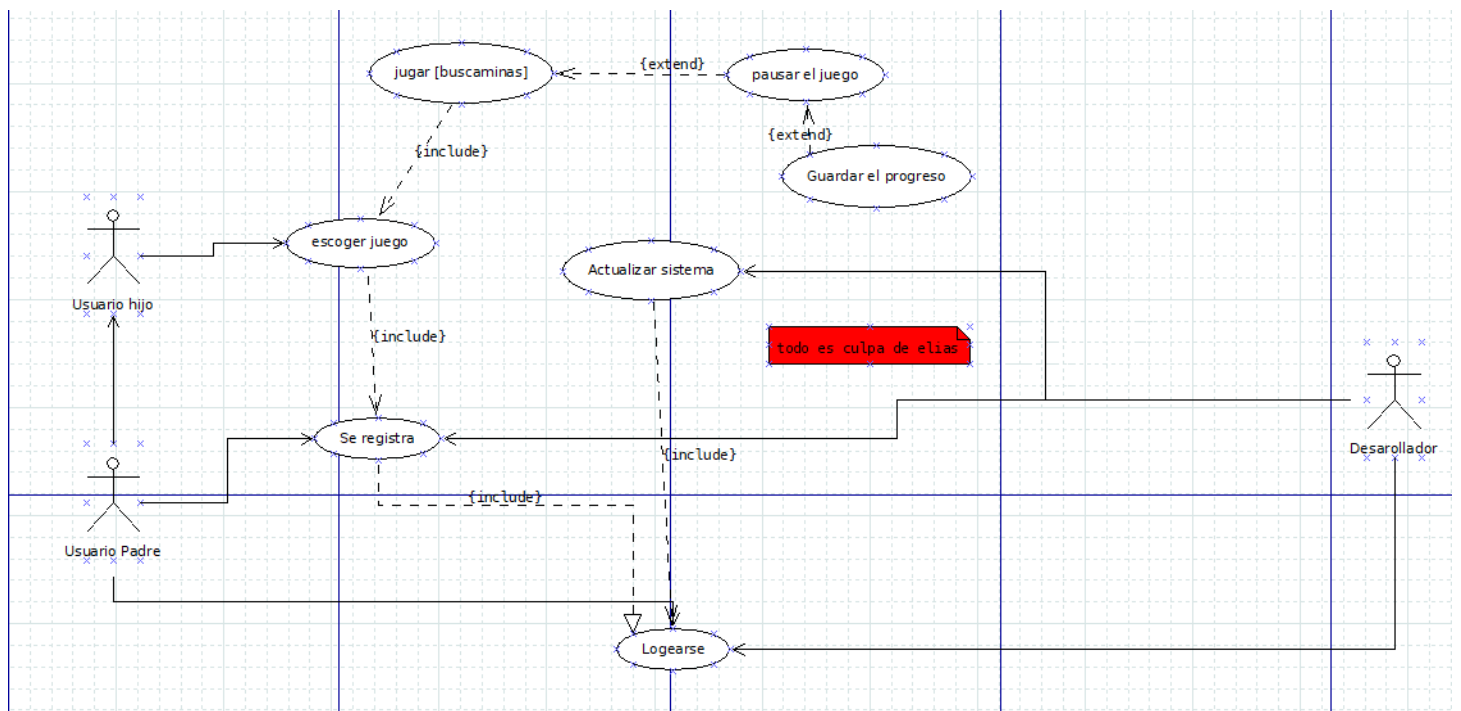 {extend}
jugar [buscaminas]
pausar el juego
{extend}
{include}
Guardar el progreso
escoger juego
Actualizar sistema
Usuario hijo
{include}
todo es culpa de elias
Se registra
Desarollador
{include}
{include}
Usuario Padre
Logearse